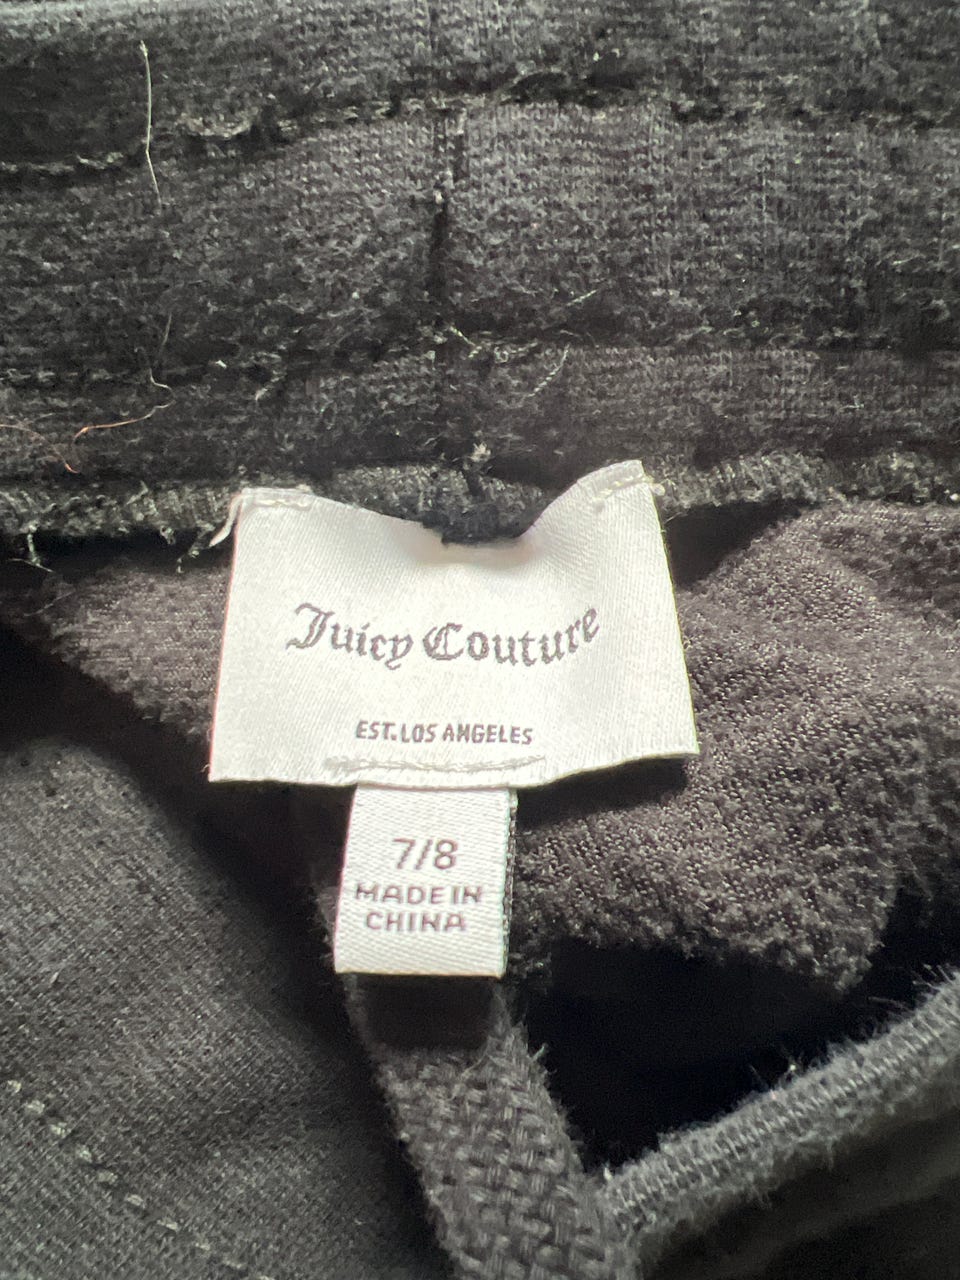 Juicy Couture
EST. LOS ANGELES
7/8
MADE IN
CHINA